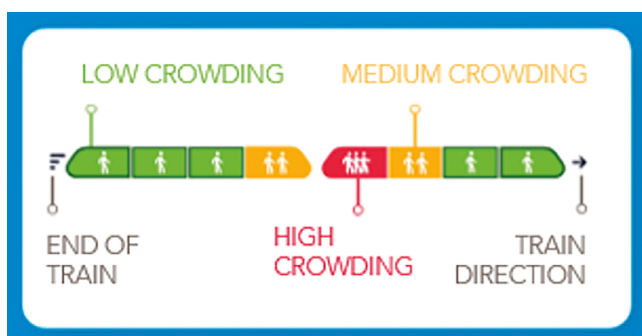 LOW CROWDING
MEDIUM CROWDING
END OF
TRAIN
HIGH
CROWDING
TRAIN
DIRECTION